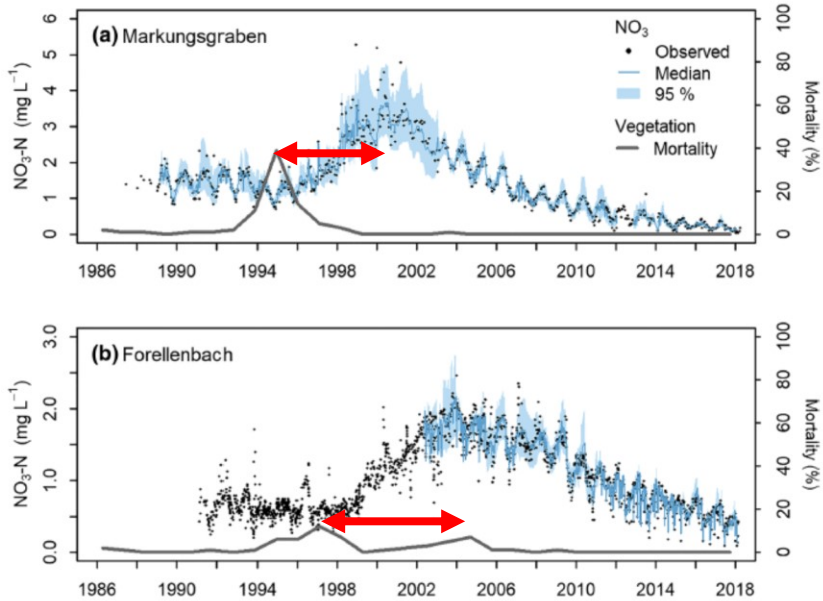 (a) Markungsgraben
NO3-N (mg L−1)
6
5
4
3
2
1
0
NO3
Observed
Median
95 %
Vegetation
Mortality
100
80
60
40
20
0
Mortality (%)
1986 1990 1994 1998 2002 2006 2010 2014 2018
(b) Forellenbach
NO3-N (mg L−1)
3.0
2.0
1.0
0.0
100
80
60
40
20
0
Mortality (%)
1986 1990 1994 1998 2002 2006 2010 2014 2018